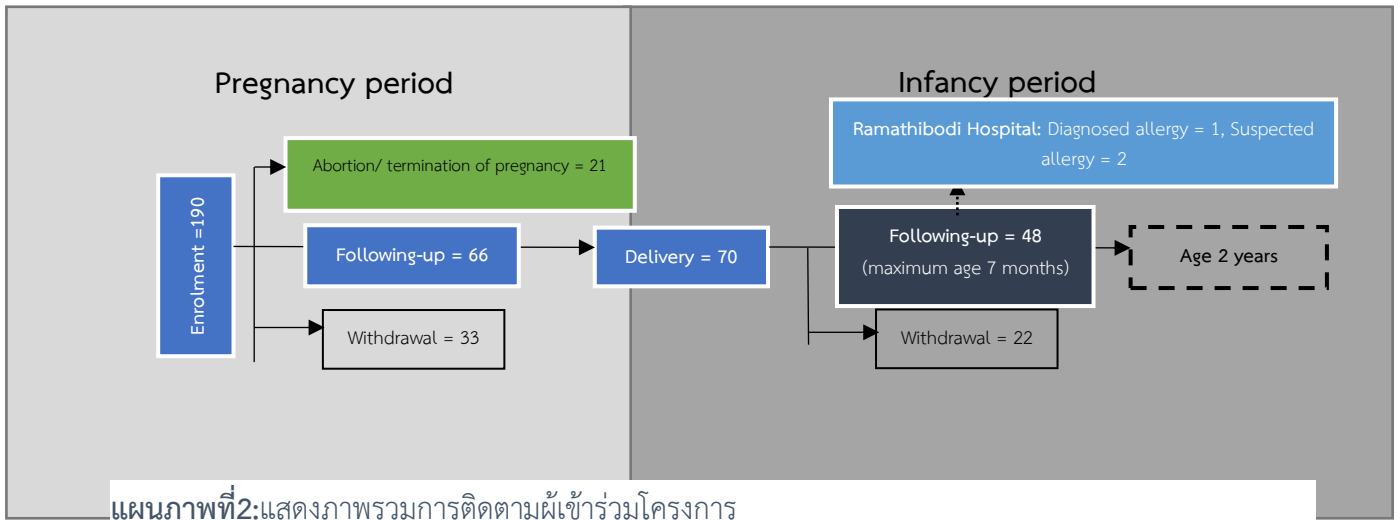 Pregnancy period
Infancy period
Ramathibodi Hospital: Diagnosed allergy = 1, Suspected
allergy = 2
Abortion/ termination of pregnancy = 21
Enrolment =190
Following-up = 66
Delivery = 70
Following-up = 48
(maximum age 7 months)
Age 2 years
Withdrawal = 33
Withdrawal = 22
แผนภาพที่2:แสดงภาพรวมการติดตามผู้เข้าร่วมโครงการ